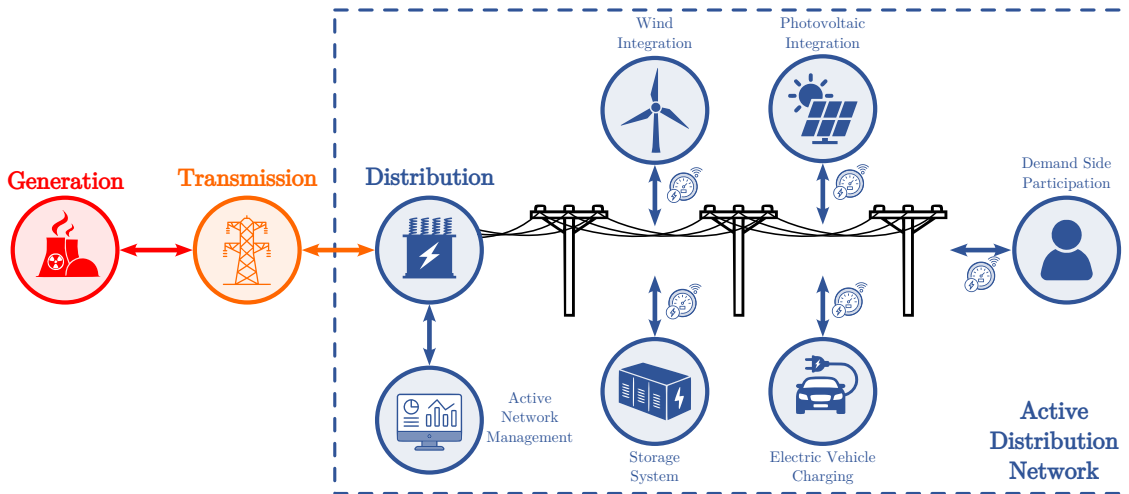 Wind
Integration
Photovoltaic
Integration
Generation
Transmission
Distribution
Demand Side
Participation
Active
Network
Management
Storage
System
Electric Vehicle
Charging
Active
Distribution
Network